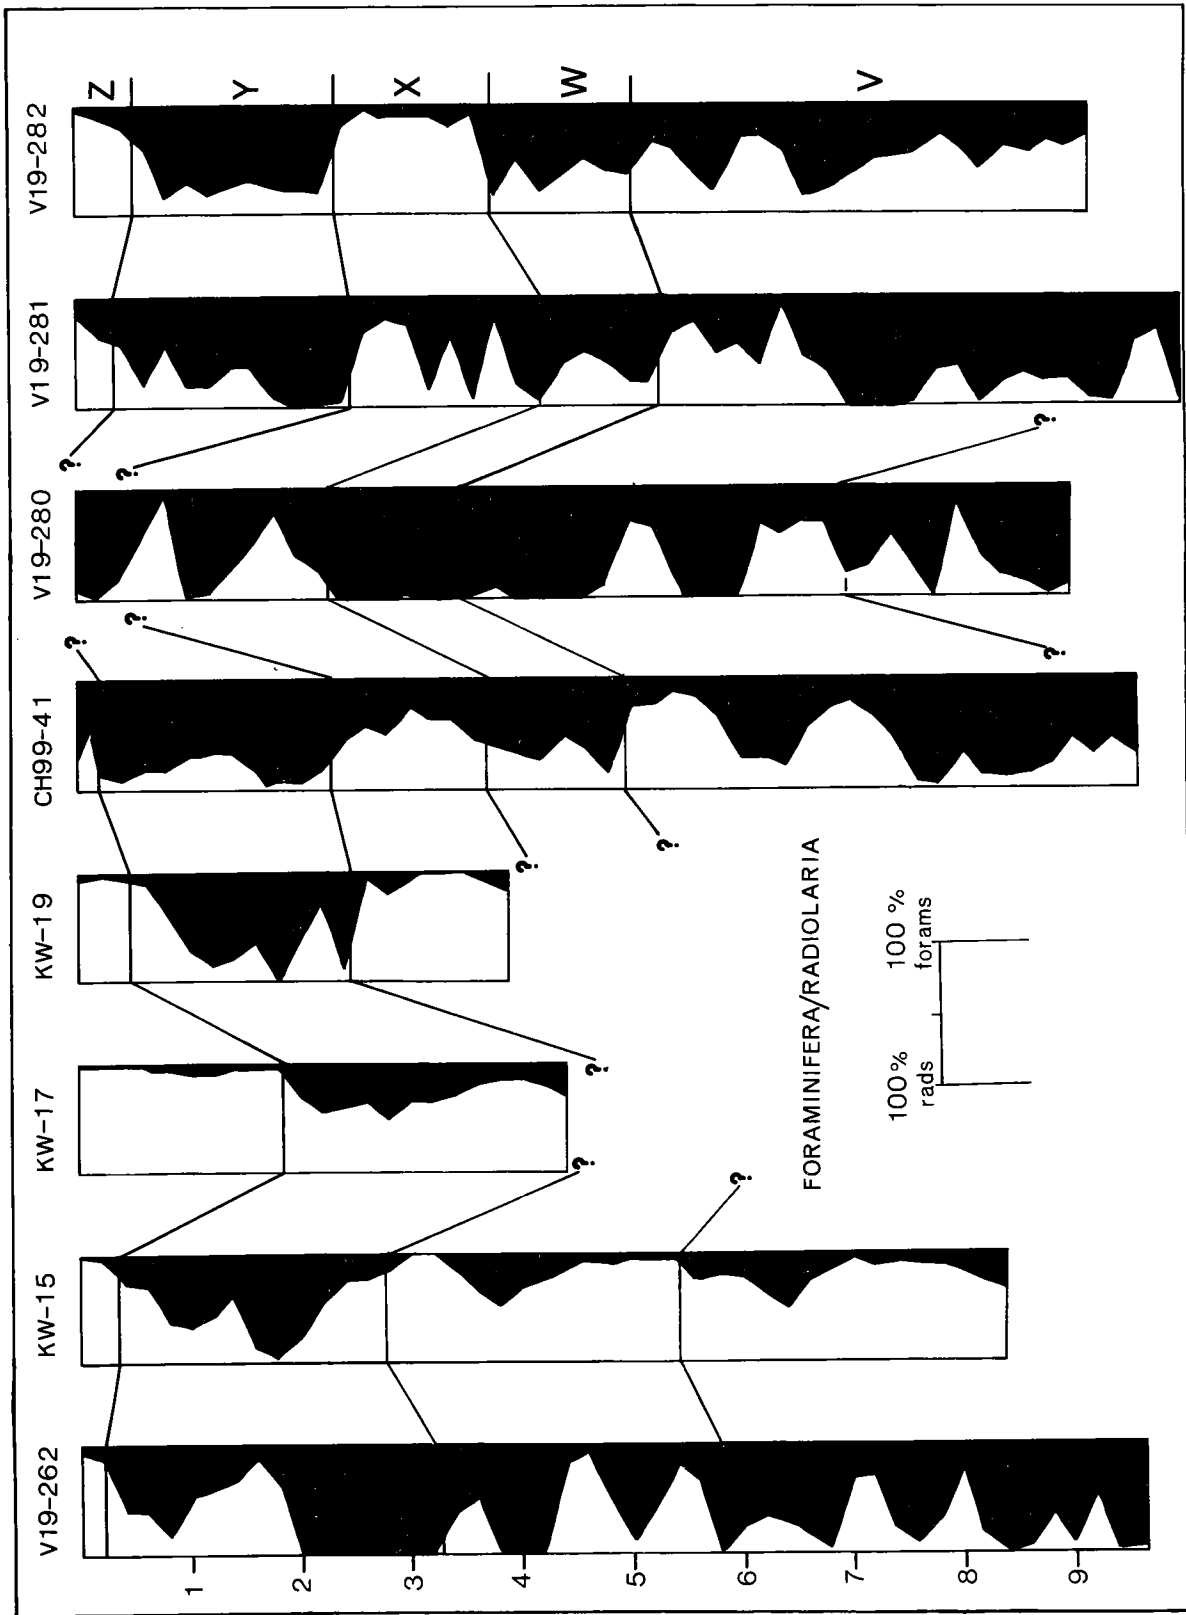 V19-262
KW-15
KW-17
KW-19
CH99-41
V19-280
V19-281
V19-282
Z
Y
X
W
V
?
?
?
?
?
?
?
?
?
?
?
?
1
2
3
4
5
6
7
8
9
FORAMINIFERA/RADIOLARIA
100%
rads
100 %
forams